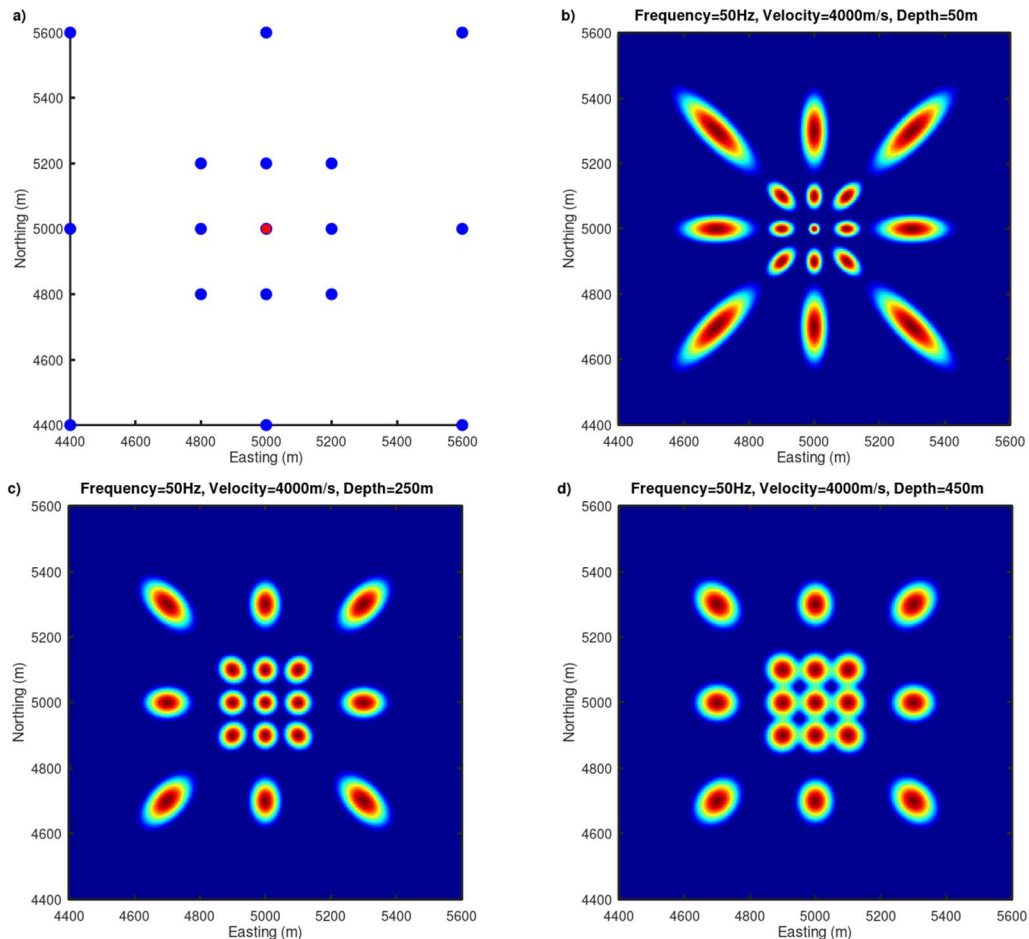 a)
5600
5400
5200
5000
4800
4600
4400
Northing (m)
4400 4600 4800 5000 5200 5400 5600
Easting (m)
b) Frequency=50Hz, Velocity=4000m/s, Depth=50m
5600
5400
5200
5000
4800
4600
4400
Northing (m)
4400 4600 4800 5000 5200 5400 5600
Easting (m)
c) Frequency=50Hz, Velocity=4000m/s, Depth=250m
5600
5400
5200
5000
4800
4600
4400
Northing (m)
4400 4600 4800 5000 5200 5400 5600
Easting (m)
d) Frequency=50Hz, Velocity=4000m/s, Depth=450m
5600
5400
5200
5000
4800
4600
4400
Northing (m)
4400 4600 4800 5000 5200 5400 5600
Easting (m)